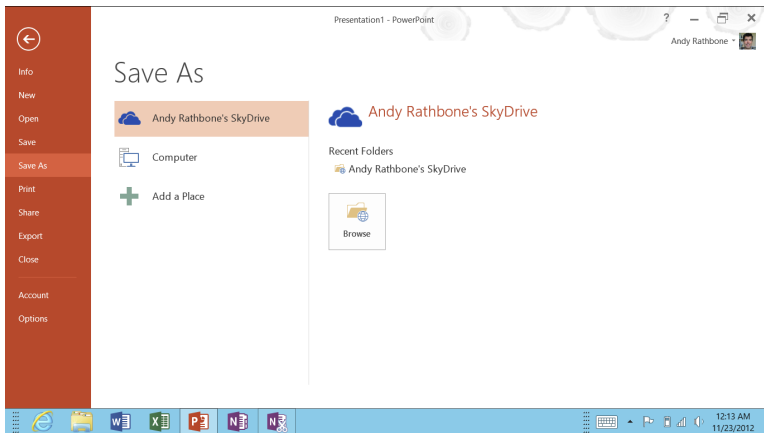 Presentation1 - PowerPoint
?
Andy Rathbone
Info
New
Open
Save
Save As
Print
Share
Export
Close
Account
Options
Save As
Andy Rathbone's SkyDrive
Computer
Add a Place
Andy Rathbone's SkyDrive
Recent Folders
Andy Rathbone's SkyDrive
Browse
12:13 AM
11/23/2012